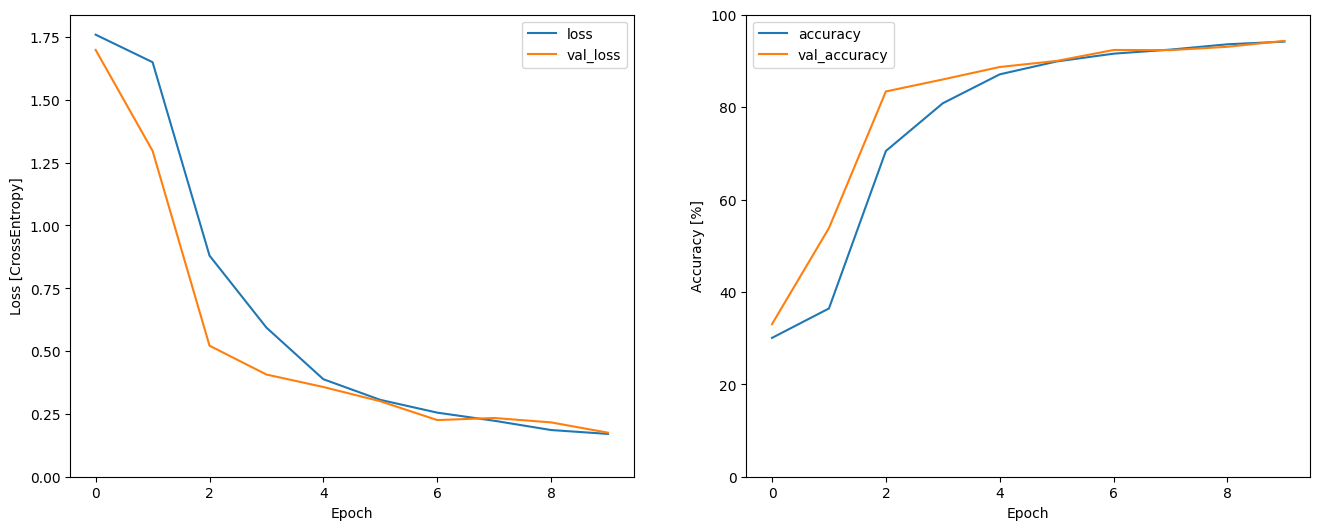 loss
val_loss
1.75
1.50
1.25
1.00
0.75
0.50
0.25
0.00
Loss [CrossEntropy]
0 2 4 6 8
Epoch
accuracy
val_accuracy
100
80
60
40
20
0
Accuracy [%]
0 2 4 6 8
Epoch